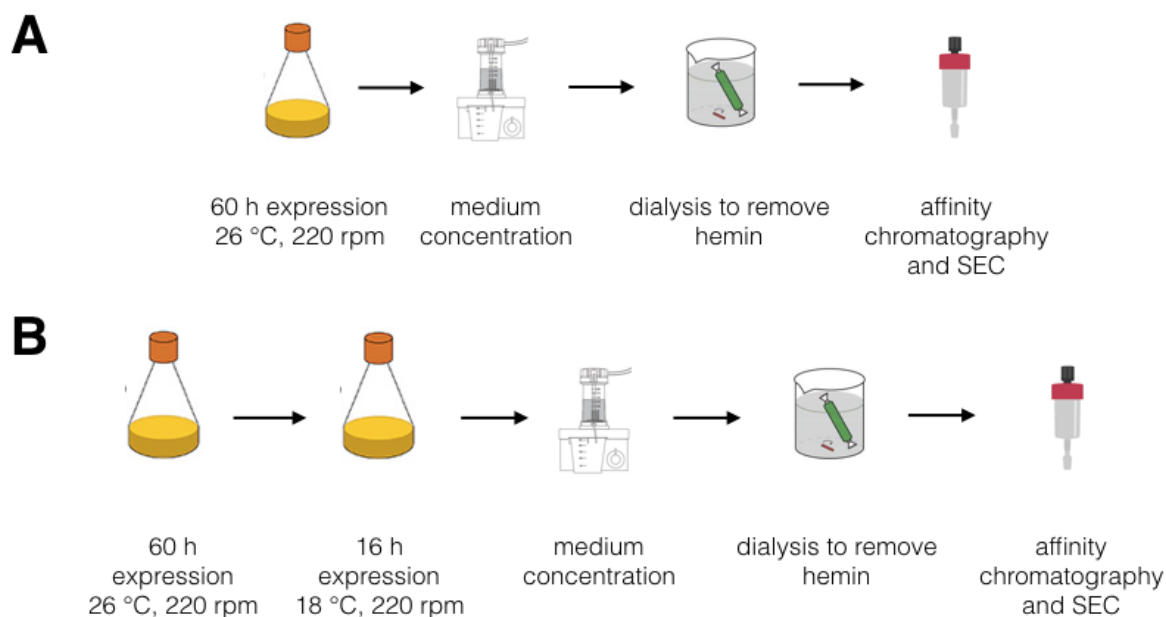 A
60 h expression
26 °C, 220 rpm
medium
concentration
dialysis to remove
hemin
affinity
chromatography
and SEC
B
60 h
expression
26 °C, 220 rpm
16 h
expression
18 °C, 220 rpm
medium
concentration
dialysis to remove
hemin
affinity
chromatography
and SEC